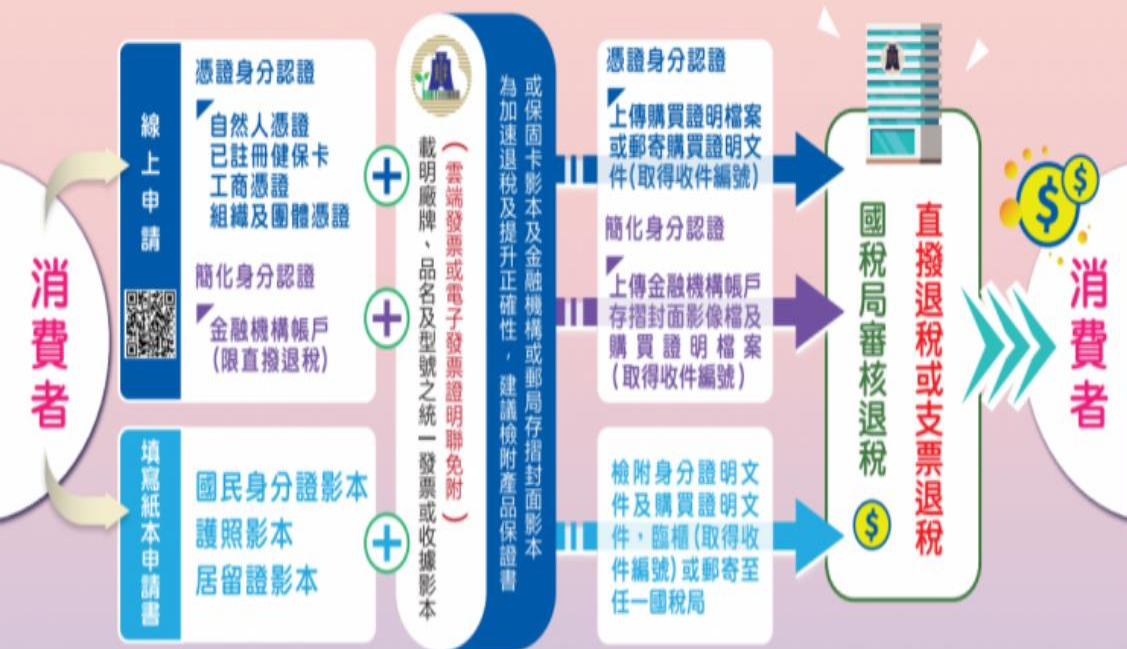 消費者
線上申請
憑證身分認證
自然人憑證
已註冊健保卡
工商憑證
組織及團體憑證
簡化身分認證
金融機構帳戶
(限直撥退稅)
填寫紙本申請書
國民身分證影本
護照影本
居留證影本
載明廠牌、品名及型號之統一發票或收據影本
(雲端發票或電子發票證明聯免附)
為加速退稅及提升正確性,建議檢附產品保證書
或保固卡影本及金融機構或郵局存摺封面影本
憑證身分認證
上傳購買證明檔案
或郵寄購買證明文
件(取得收件編號)
簡化身分認證
上傳金融機構帳戶
存摺封面影像檔及
購買證明檔案
(取得收件編號)
檢附身分證明文
件及購買證明文
件,臨櫃(取得收
件編號)或郵寄至
任一國稅局
直撥退稅或支票退稅
國稅局審核退稅
消費者